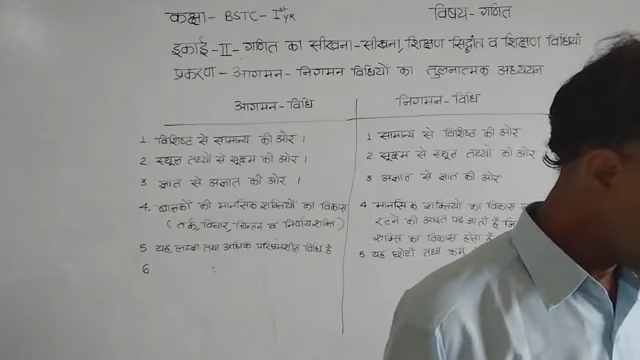 कक्षा - BSTC - Ist YR विषय - गणित
इकाई - II - गणित का सीखना - सीखाना, शिक्षण सिद्धांत व शिक्षण विधियाँ
प्रकरण - आगमन - निगमन विधियों का तुलनात्मक अध्ययन
आगमन - विधि
1. विशिष्ट से सामान्य की ओर ।
2 स्थूल तथ्यों से सूक्ष्म की ओर ।
3 ज्ञात से अज्ञात की ओर ।
4. बालकों की मानसिक शक्तियों का विकास
( तर्क, विचार, चिन्तन व निर्णय शक्ति )
5 यह लम्बी तथा अधिक परिश्रमशील विधि है
6
निगमन - विधि
1 सामान्य से विशिष्ट की ओर
2 सूक्ष्म से स्थूल तथ्यों की ओर
3 अज्ञात से ज्ञात की ओर
4 मानसिक शक्तियों का विकास
रटने की आदत पड़ जाती है
शक्ति का विकास होता है
5 यह छोटी तथा कम